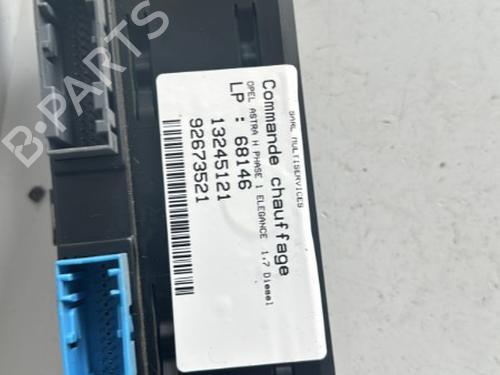 SARL MULTISERVICES
Commande chauffage
OPEL ASTRA H PHASE 1 ELEGANCE 1,7 Diesel
LP : 68146
13245121
92673521
B-PARTS